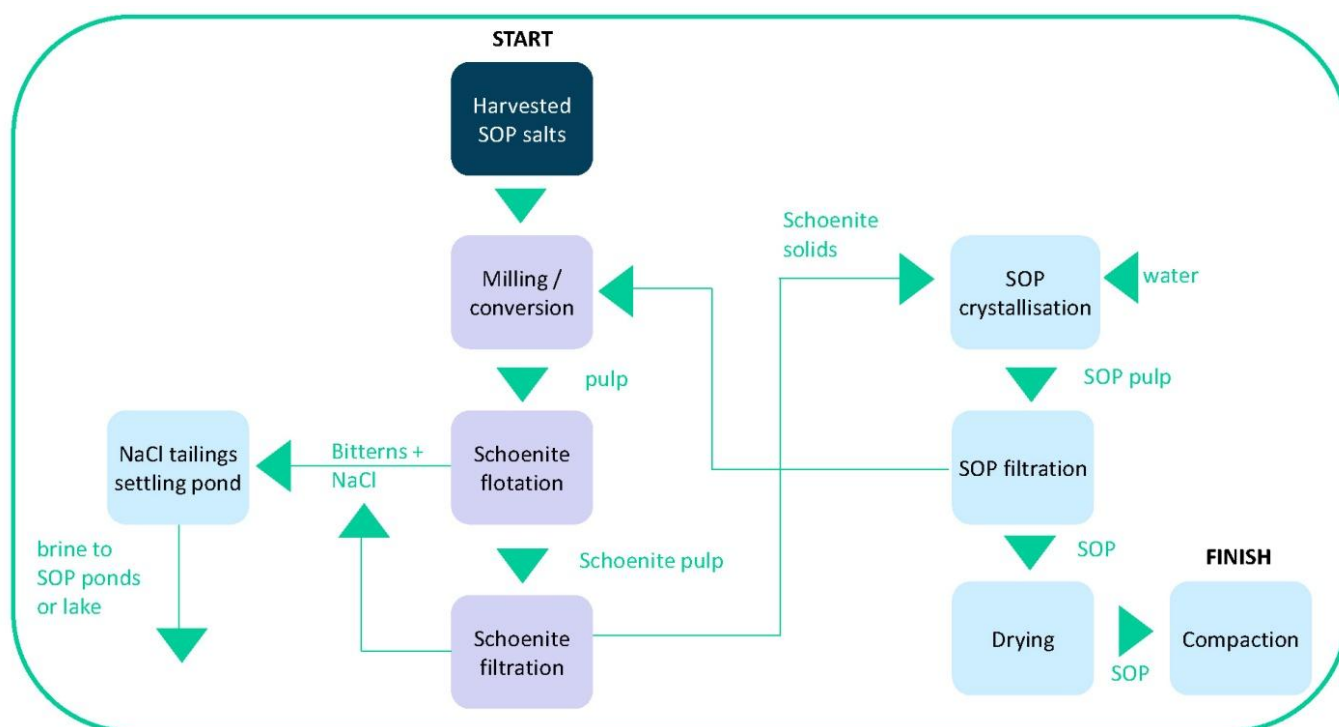 START
Harvested
SOP salts
Schoenite
solids
Milling /
conversion
SOP
crystallisation
water
pulp
SOP pulp
NaCl tailings
settling pond
Bitterns +
NaCl
Schoenite
flotation
SOP filtration
brine to
SOP ponds
or lake
Schoenite pulp
SOP
FINISH
Schoenite
filtration
Drying
SOP
Compaction